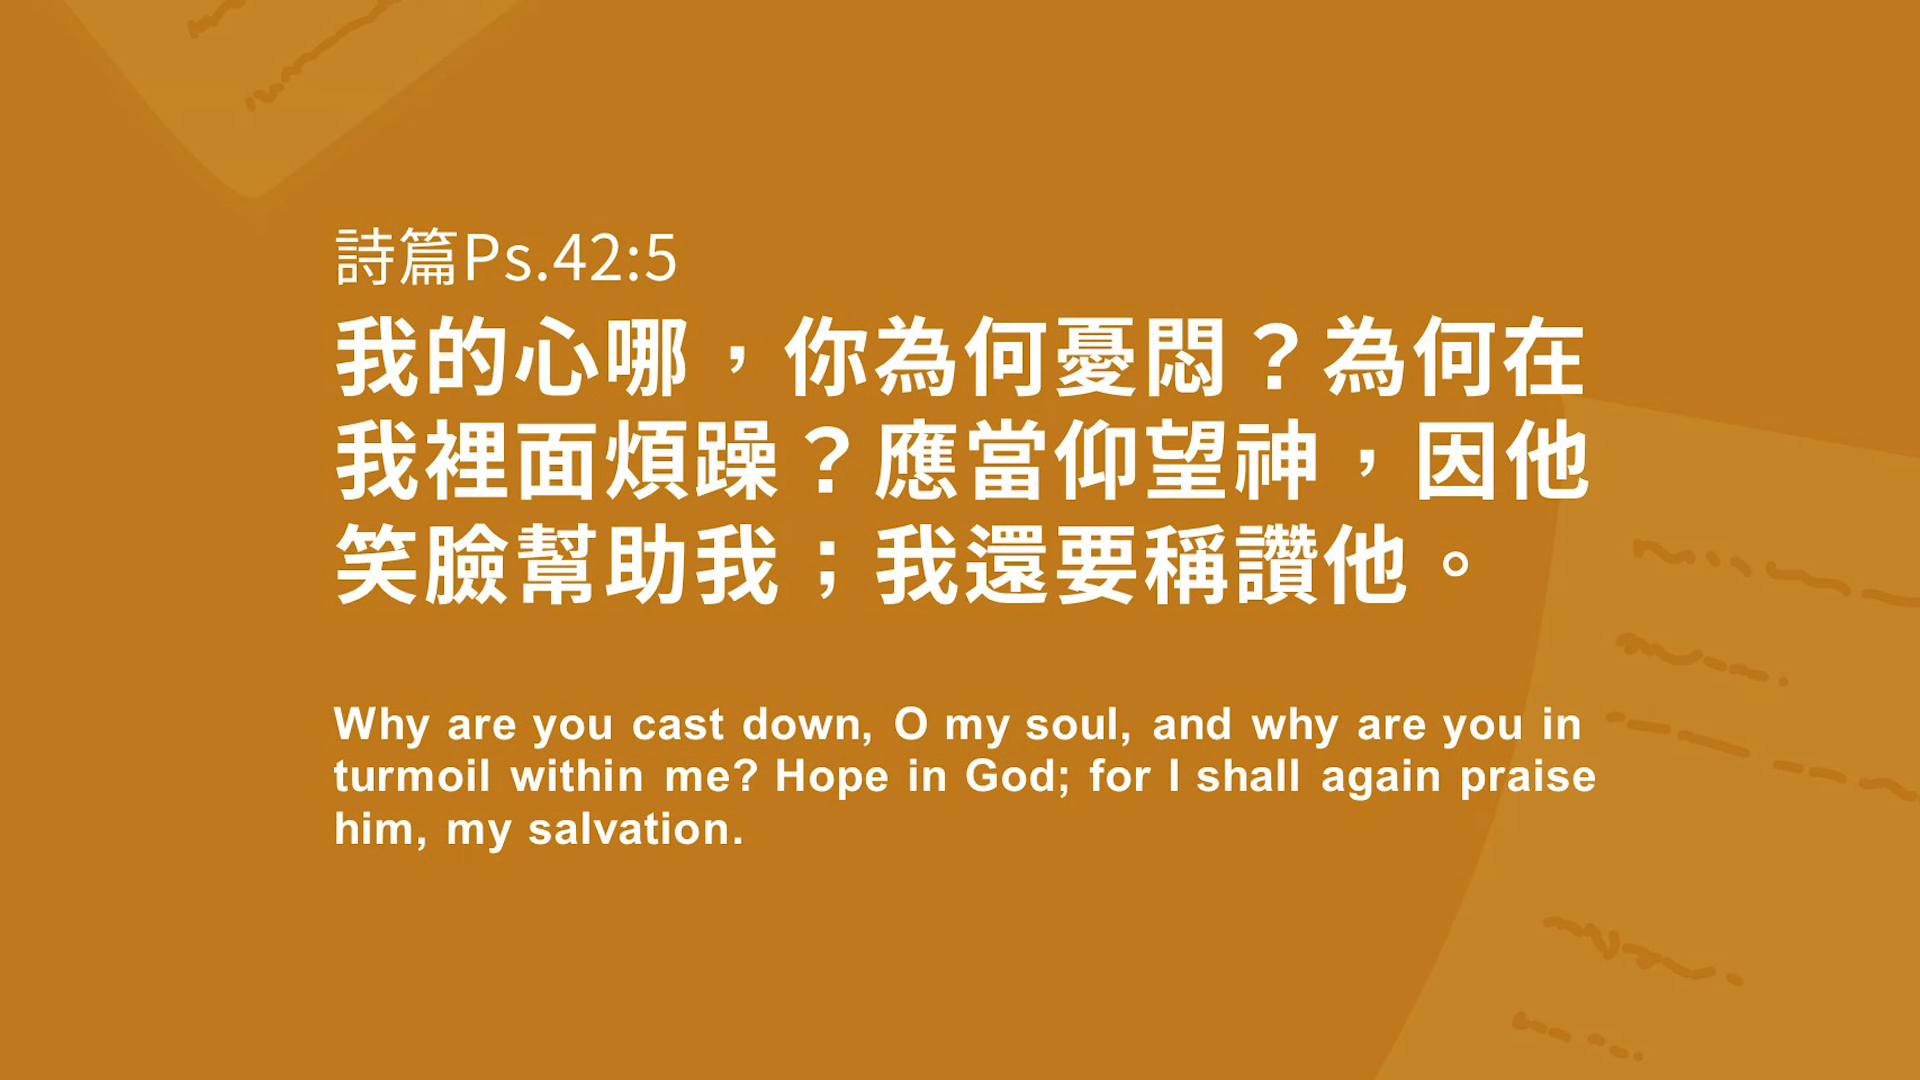 詩篇Ps.42:5
我的心哪，你為何憂悶？為何在
我裡面煩躁？應當仰望神，因他
笑臉幫助我；我還要稱讚他。
Why are you cast down, O my soul, and why are you in
turmoil within me? Hope in God; for I shall again praise
him, my salvation.